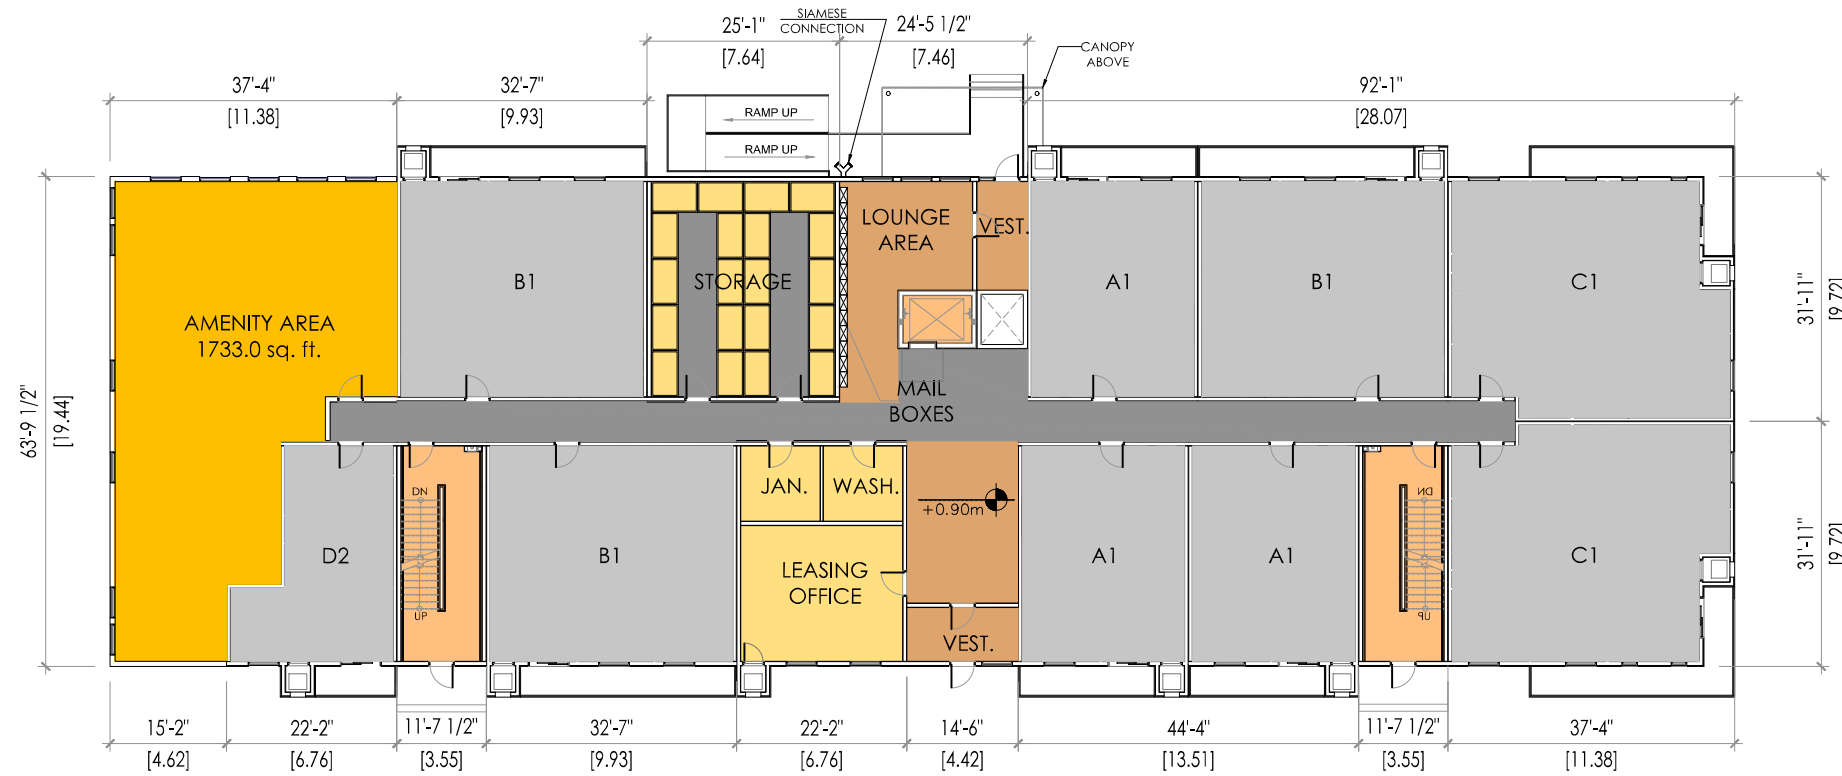 SIAMESE
CONNECTION
25'-1"
[7.64]
24'-5 1/2"
[7.46]
CANOPY
ABOVE
37'-4"
[11.38]
32'-7"
[9.93]
92'-1"
[28.07]
RAMP UP
RAMP UP
LOUNGE
AREA
VEST.
B1
STORAGE
A1
B1
C1
AMENITY AREA
1733.0 sq. ft.
31'-11"
[9.72]
MAIL
BOXES
63'-9 1/2"
[19.44]
DN
JAN.
WASH.
+0.90m
DN
D2
B1
LEASING
OFFICE
A1
A1
C1
31'-11"
[9.72]
UP
UP
VEST.
15'-2"
[4.62]
22'-2"
[6.76]
11'-7 1/2"
[3.55]
32'-7"
[9.93]
22'-2"
[6.76]
14'-6"
[4.42]
44'-4"
[13.51]
11'-7 1/2"
[3.55]
37'-4"
[11.38]